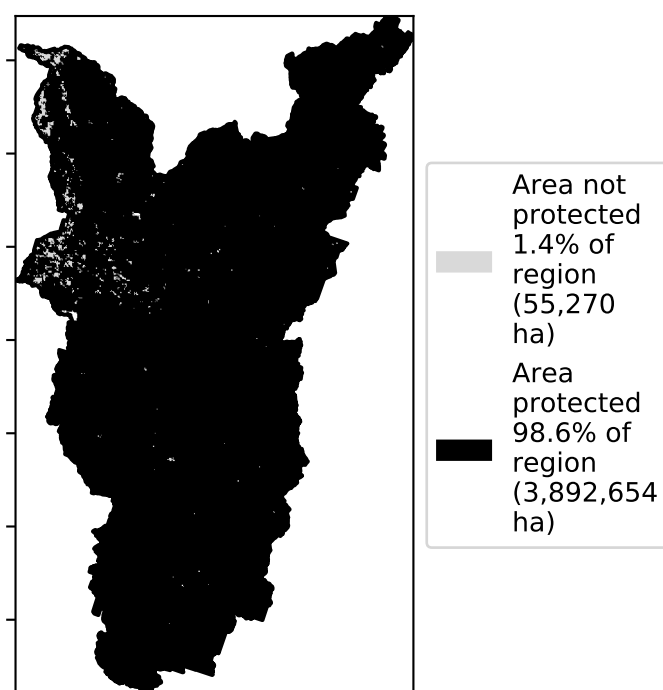 Area not
protected
1.4% of
region
(55,270
ha)
Area
protected
98.6% of
region
(3,892,654
ha)